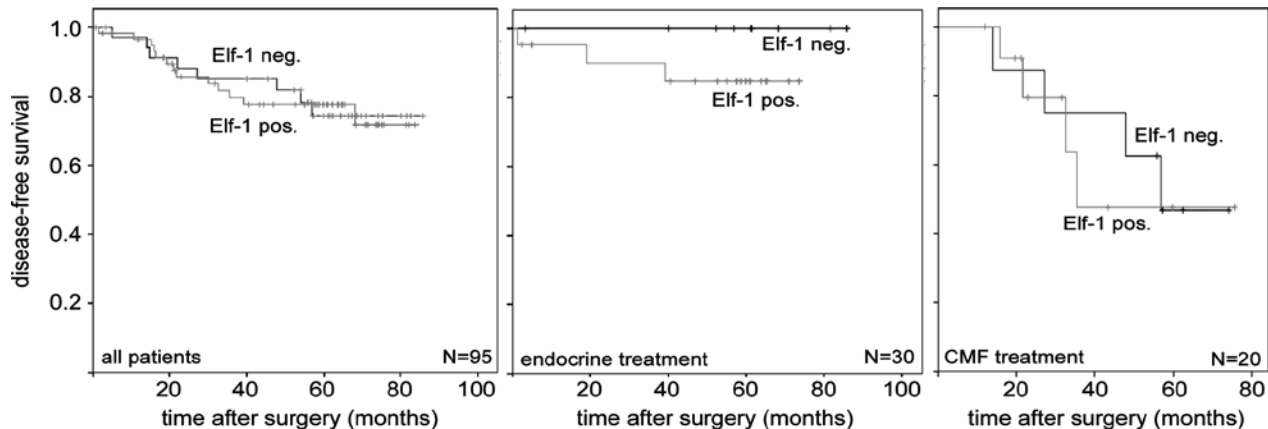 disease-free survival
1.0
0.8
0.6
0.4
0.2
Elf-1 neg.
Elf-1 pos.
all patients N=95
20 40 60 80 100
time after surgery (months)
Elf-1 neg.
Elf-1 pos.
endocrine treatment N=30
20 40 60 80 100
time after surgery (months)
Elf-1 neg.
Elf-1 pos.
CMF treatment N=20
20 40 60 80
time after surgery (months)